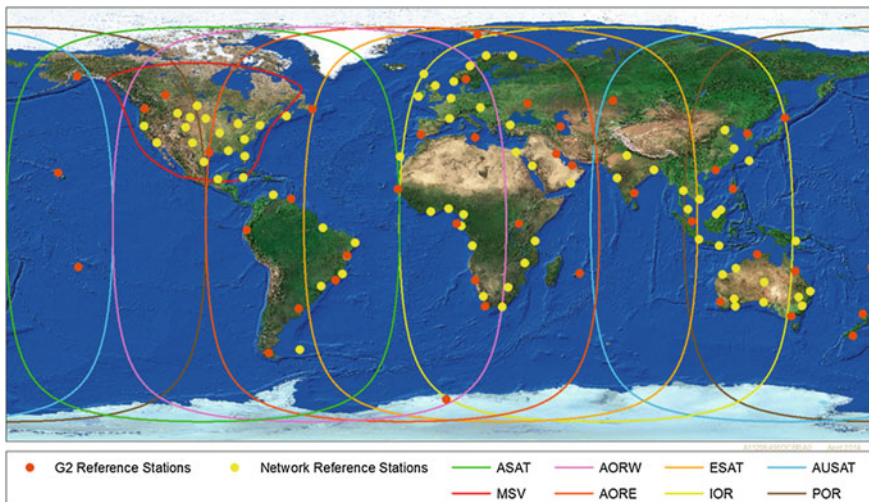 G2 Reference Stations
Network Reference Stations
ASAT
AORW
ESAT
AUSAT
MSV
AORE
IOR
POR